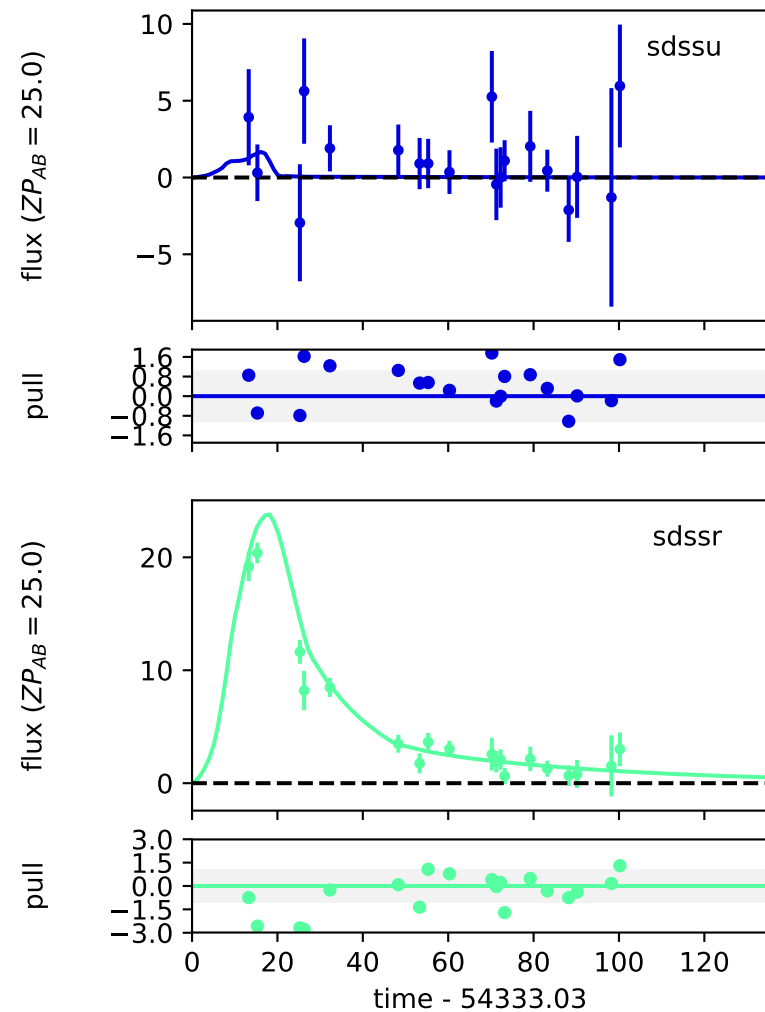 10
5
0
−5
flux (ZP_AB = 25.0)
sdssu
1.6
0.8
0.0
−0.8
−1.6
pull
20
10
0
flux (ZP_AB = 25.0)
sdssr
3.0
1.5
0.0
−1.5
−3.0
pull
0 20 40 60 80 100 120
time - 54333.03